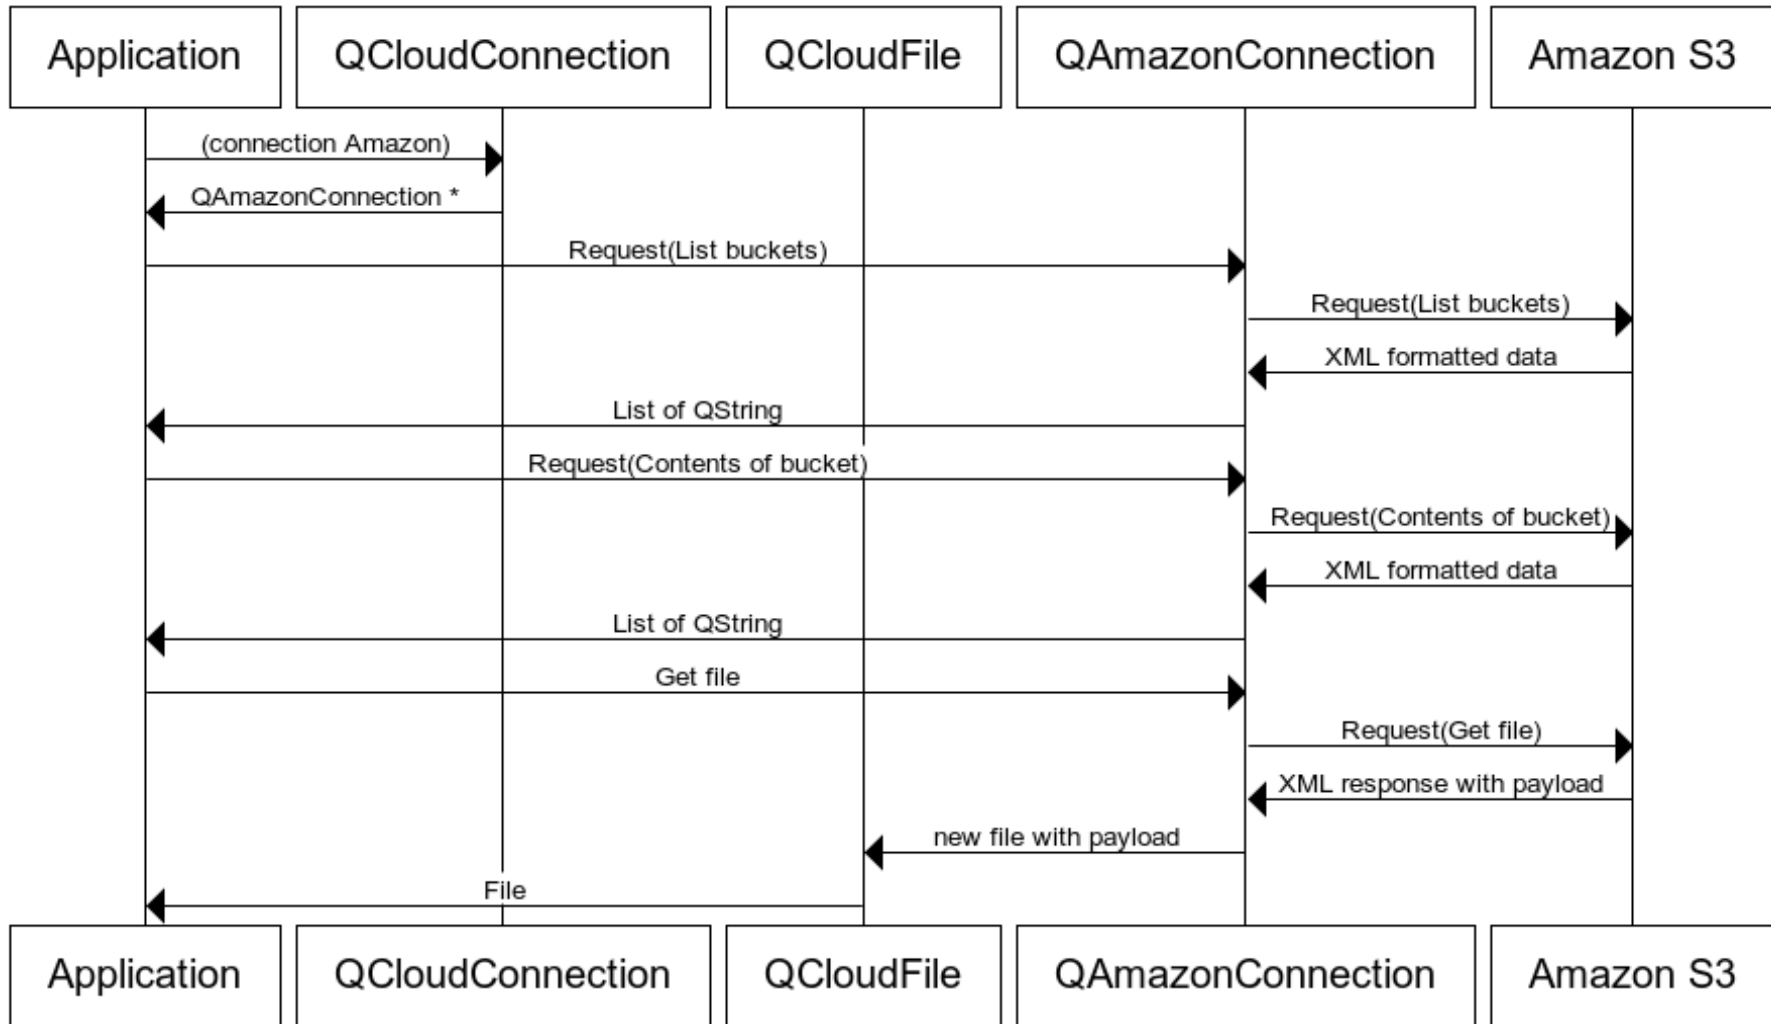 Application
QCloudConnection
QCloudFile
QAmazonConnection
Amazon S3
(connection Amazon)
QAmazonConnection *
Request(List buckets)
Request(List buckets)
XML formatted data
List of QString
Request(Contents of bucket)
Request(Contents of bucket)
XML formatted data
List of QString
Get file
Request(Get file)
XML response with payload
new file with payload
File
Application
QCloudConnection
QCloudFile
QAmazonConnection
Amazon S3